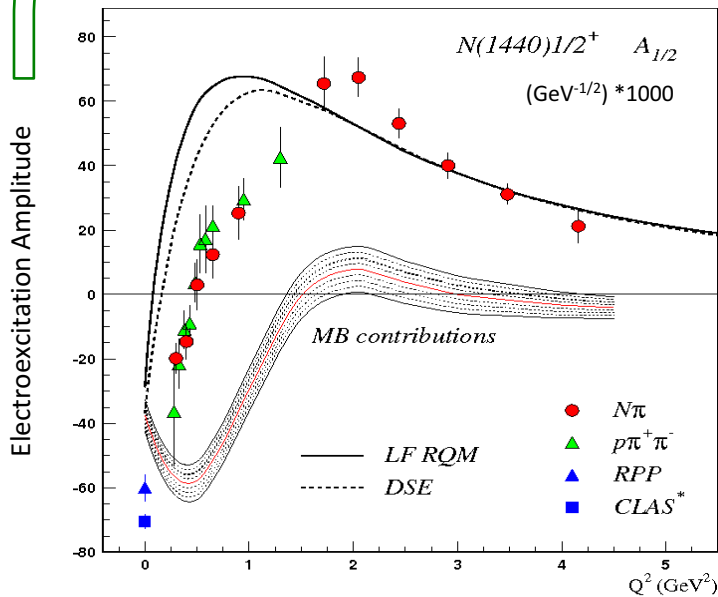 N(1440)1/2⁺ A₁/₂
(GeV⁻¹/²) *1000
Electroexcitation Amplitude
80
60
40
20
0
-20
-40
-60
-80
MB contributions
LF RQM
DSE
Nπ
pπ⁺π⁻
RPP
CLAS*
0 1 2 3 4 5
Q² (GeV²)